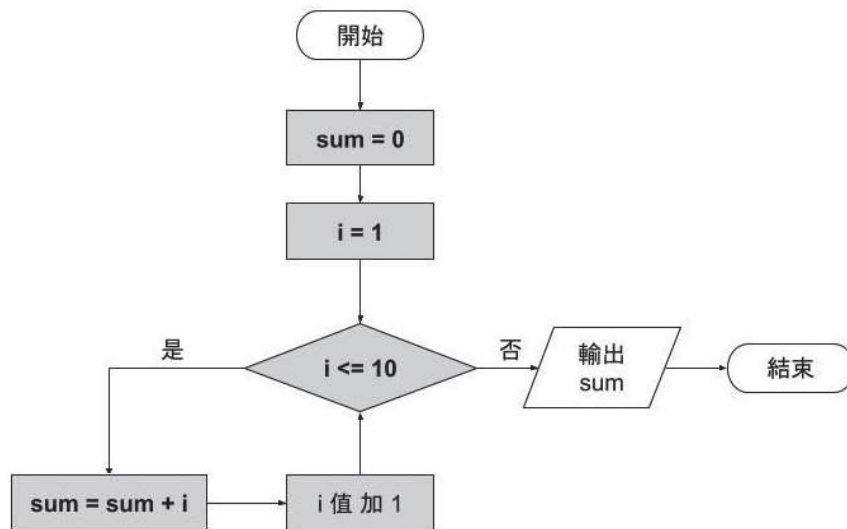 開始
sum = 0
i = 1
是
i <= 10
否
輸出
sum
結束
sum = sum + i
i 值 加 1